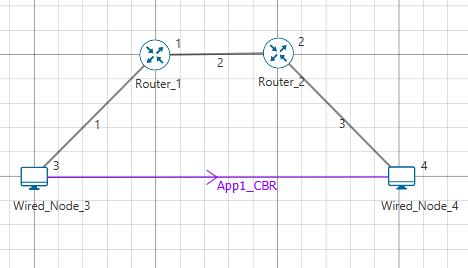 1
2
2
Router_1
Router_2
1
3
3
4
App1_CBR
Wired_Node_3
Wired_Node_4